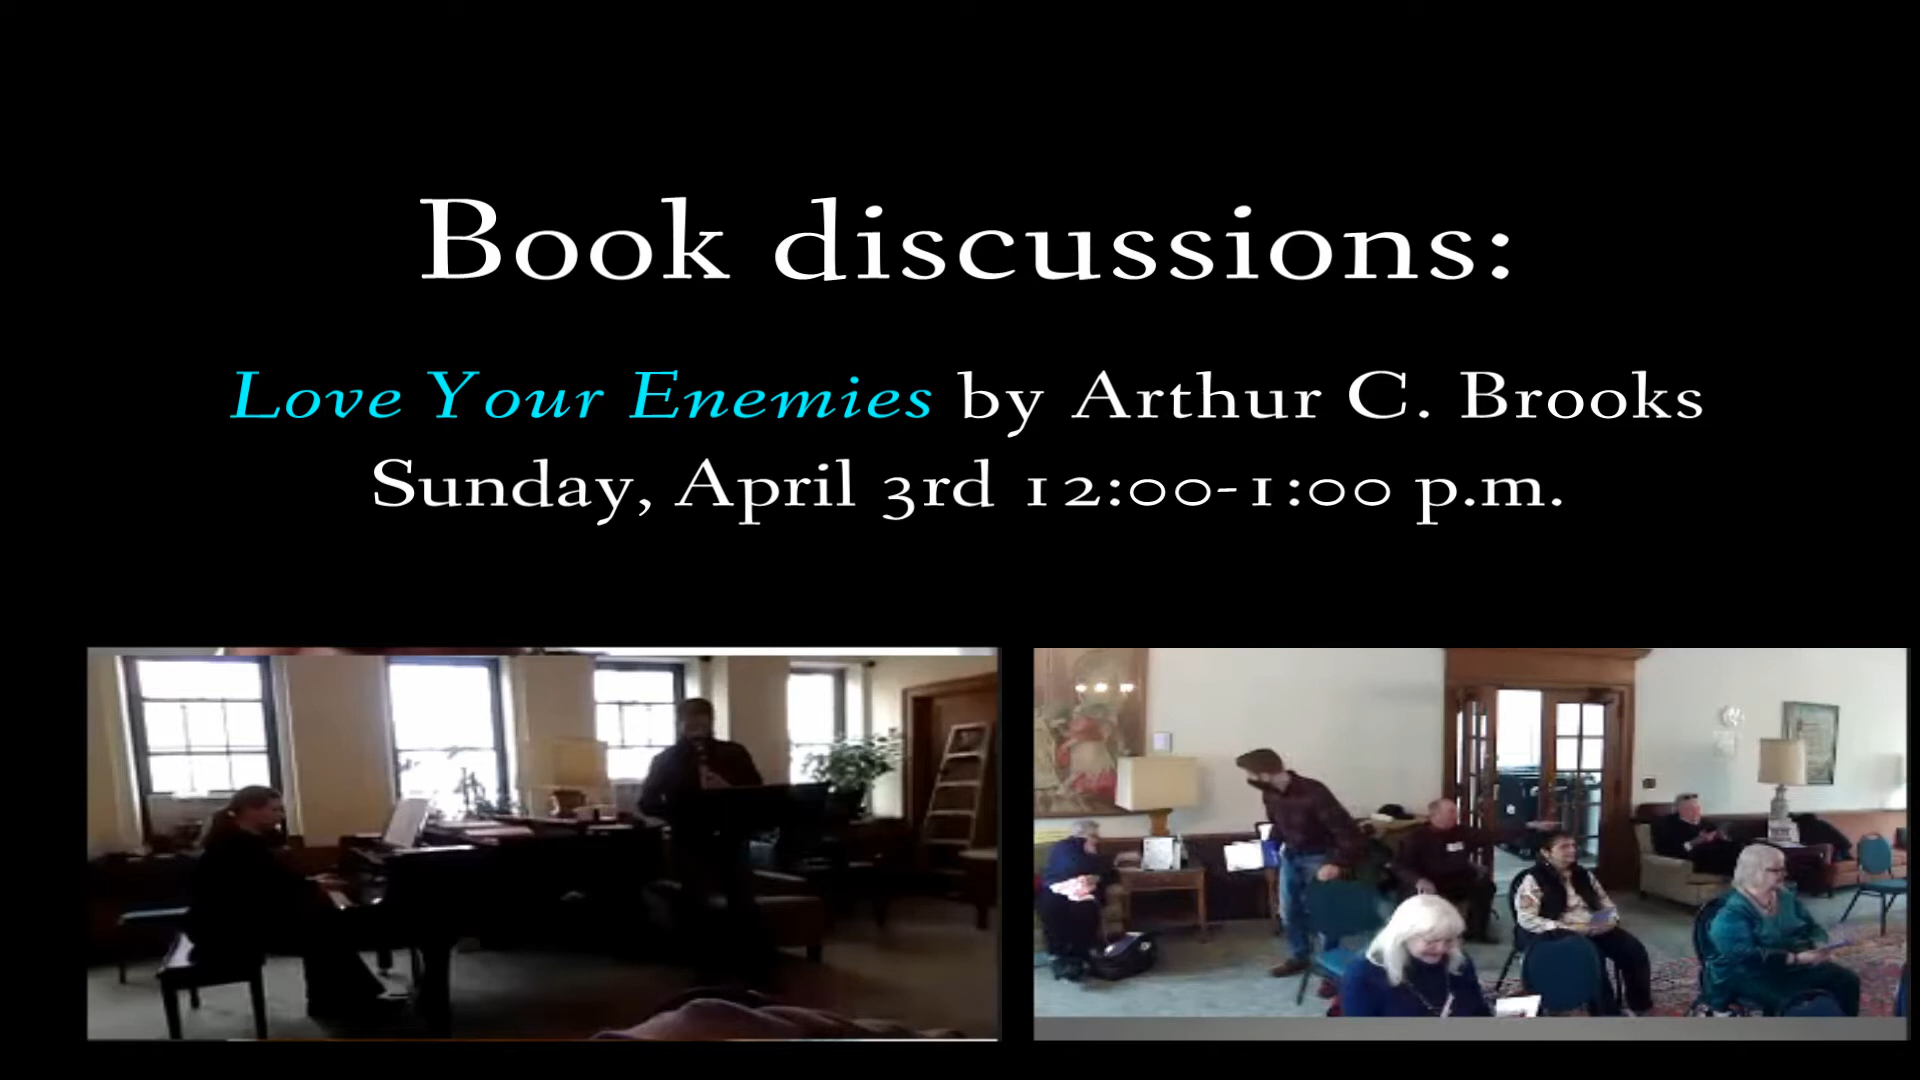 Book discussions:
Love Your Enemies by Arthur C. Brooks
Sunday, April 3rd 12:00-1:00 p.m.